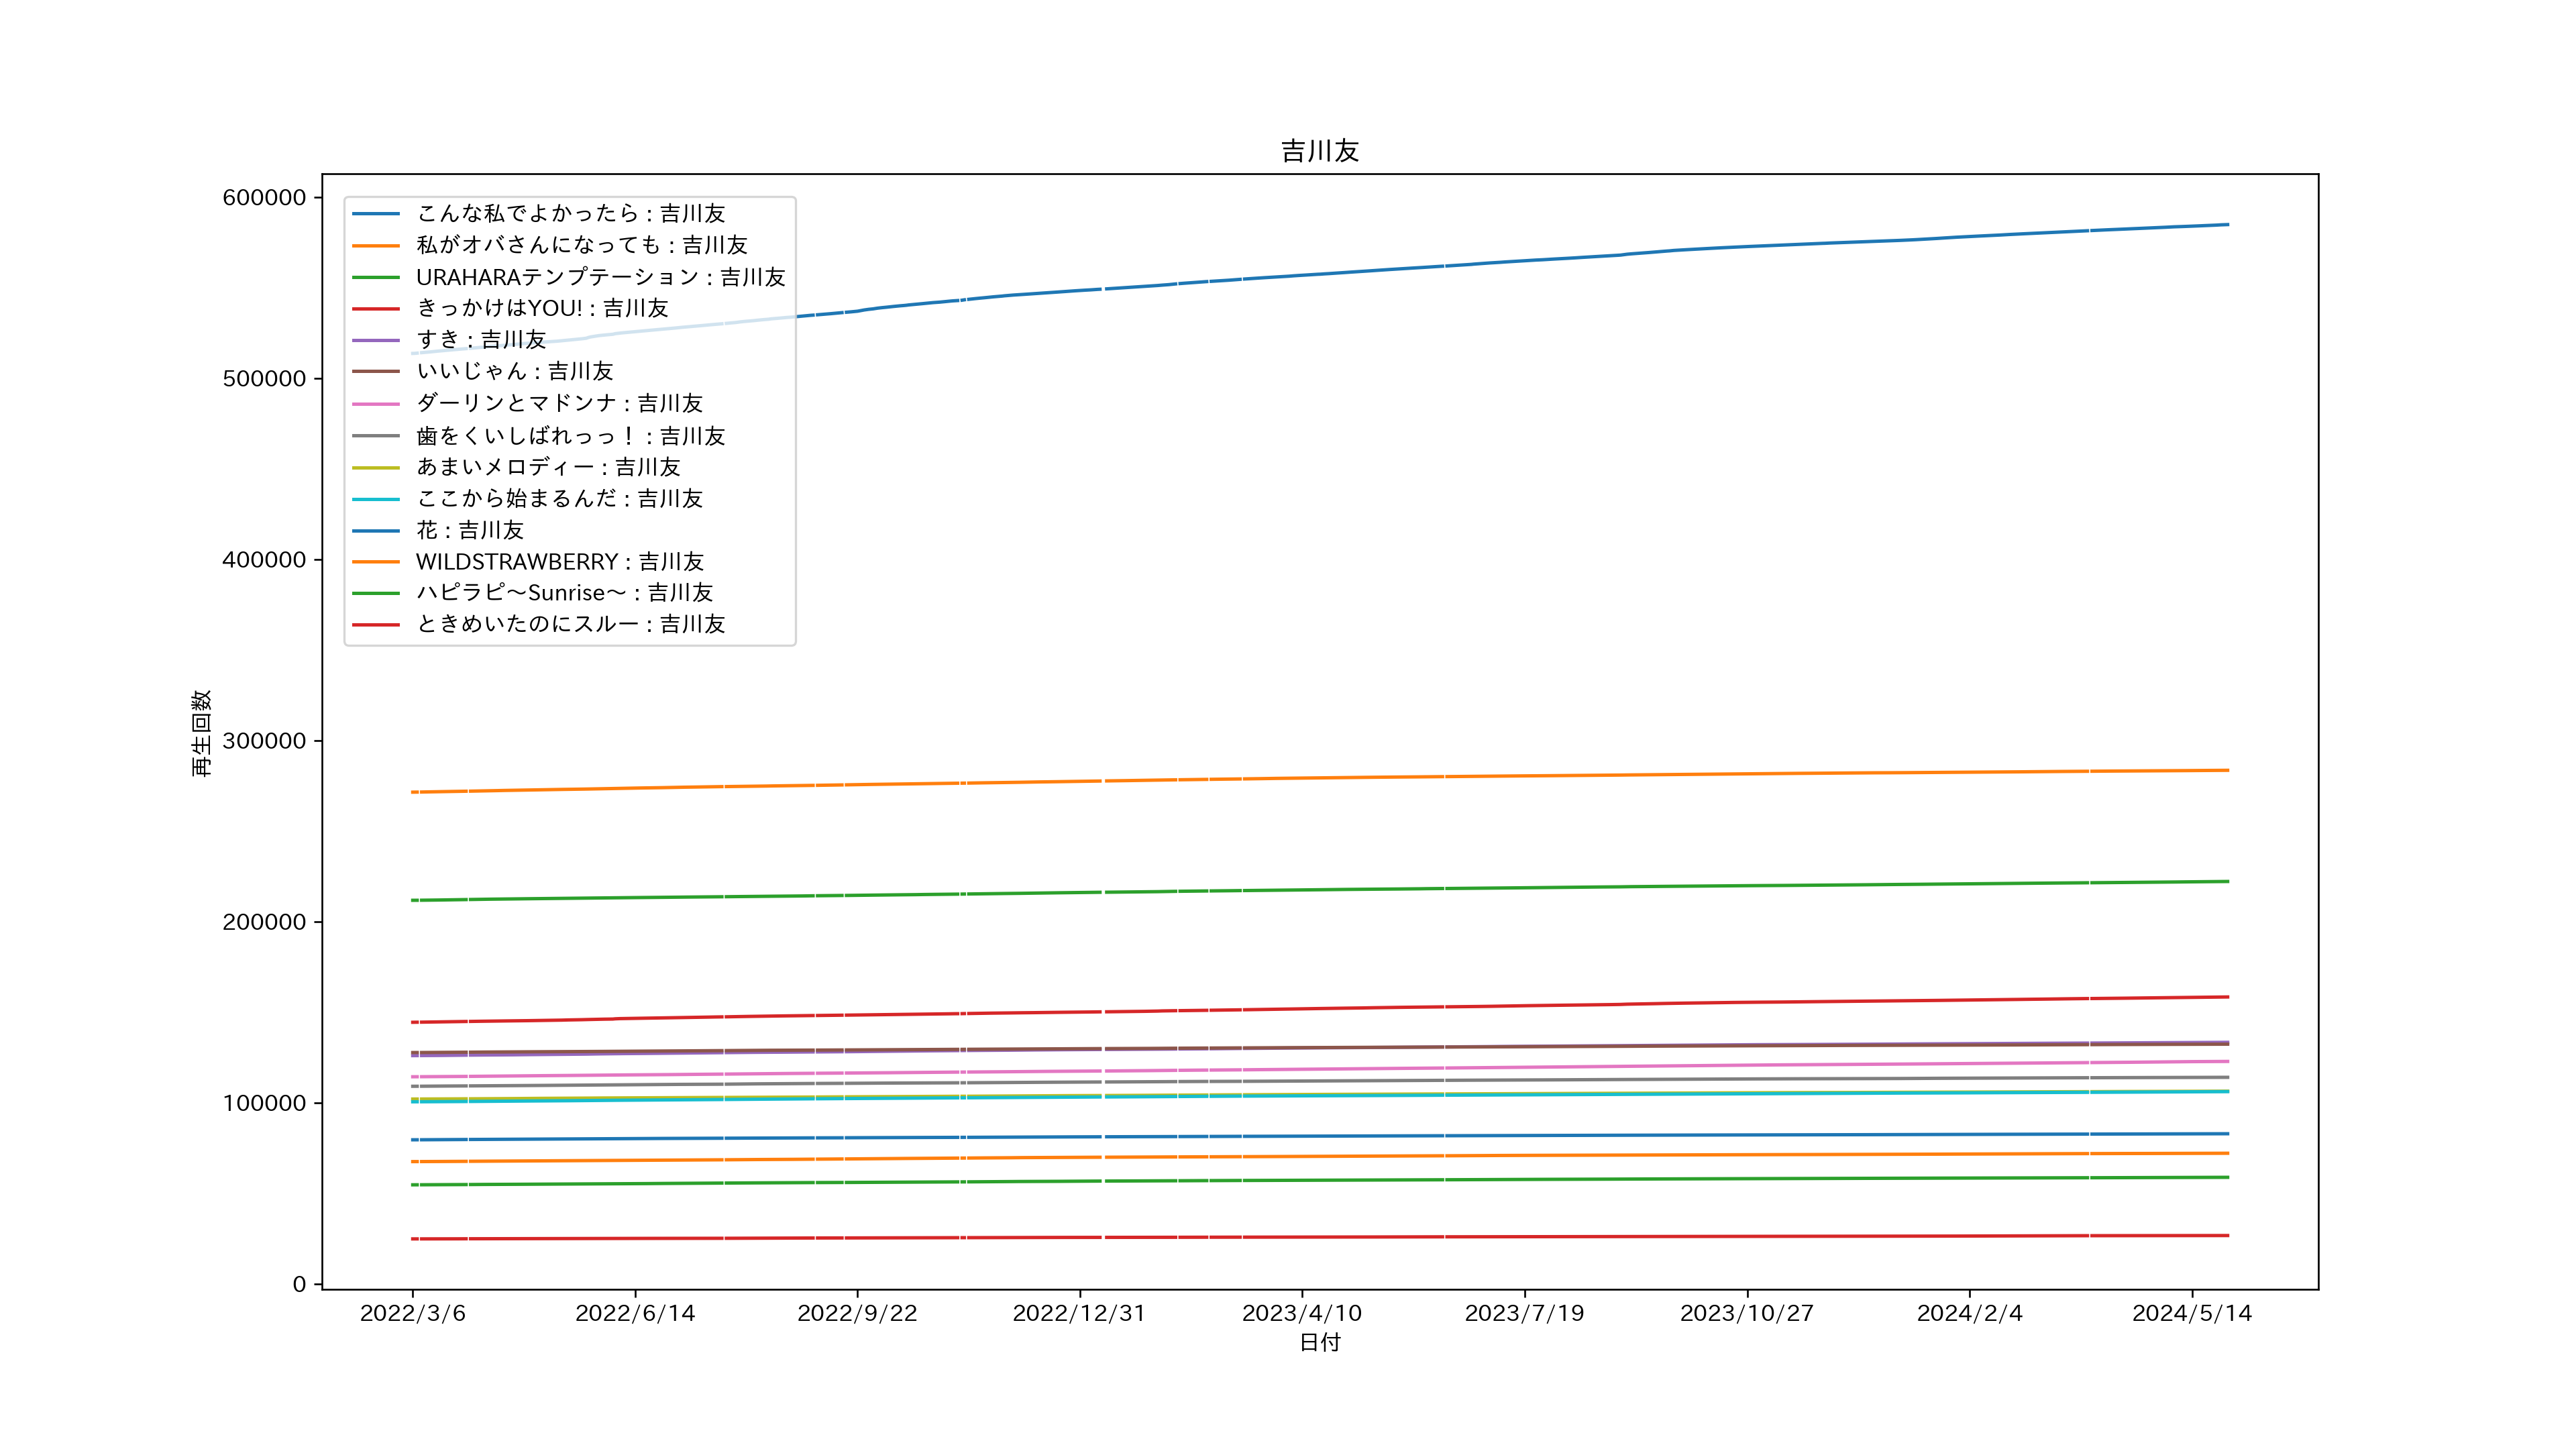 吉川友
600000
500000
400000
300000
200000
100000
0
再生回数
こんな私でよかったら : 吉川友
私がオバさんになっても : 吉川友
URAHARAテンプテーション : 吉川友
きっかけはYOU! : 吉川友
すき : 吉川友
いいじゃん : 吉川友
ダーリンとマドンナ : 吉川友
歯をくいしばれっっ！ : 吉川友
あまいメロディー : 吉川友
ここから始まるんだ : 吉川友
花 : 吉川友
WILDSTRAWBERRY : 吉川友
ハピラピ〜Sunrise〜 : 吉川友
ときめいたのにスルー : 吉川友
2022/3/6 2022/6/14 2022/9/22 2022/12/31 2023/4/10 2023/7/19 2023/10/27 2024/2/4 2024/5/14
日付